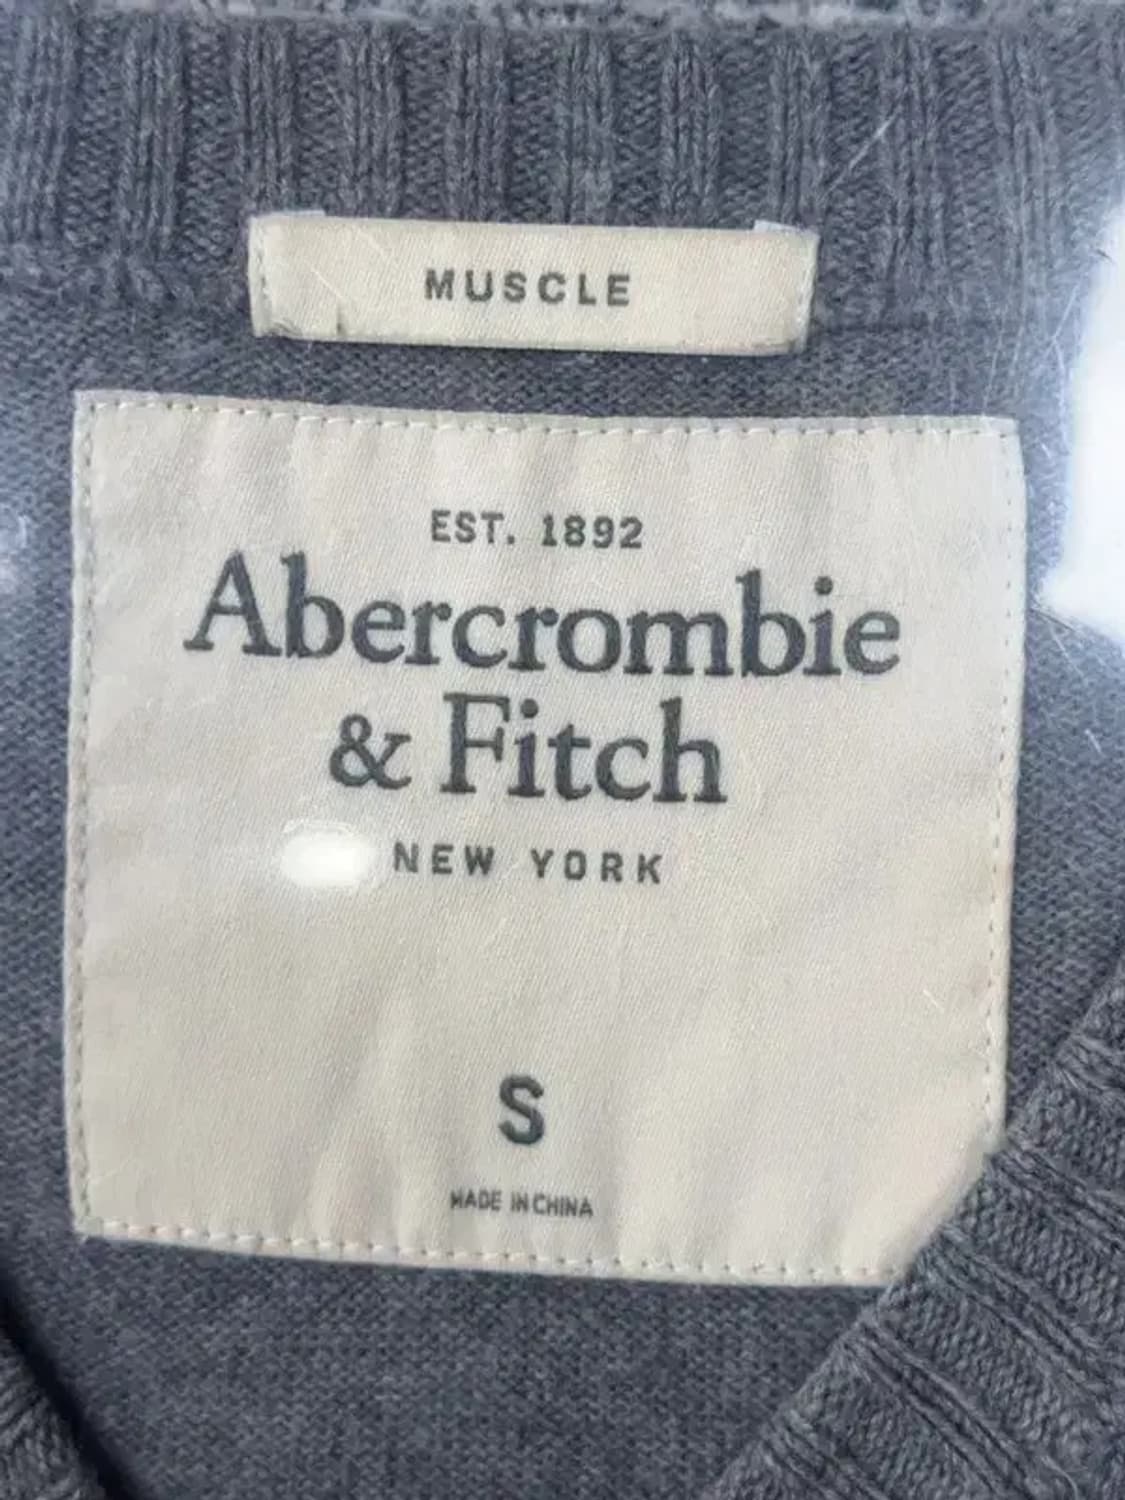 MUSCLE
EST. 1892
Abercrombie
& Fitch
NEW YORK
S
MADE IN CHINA